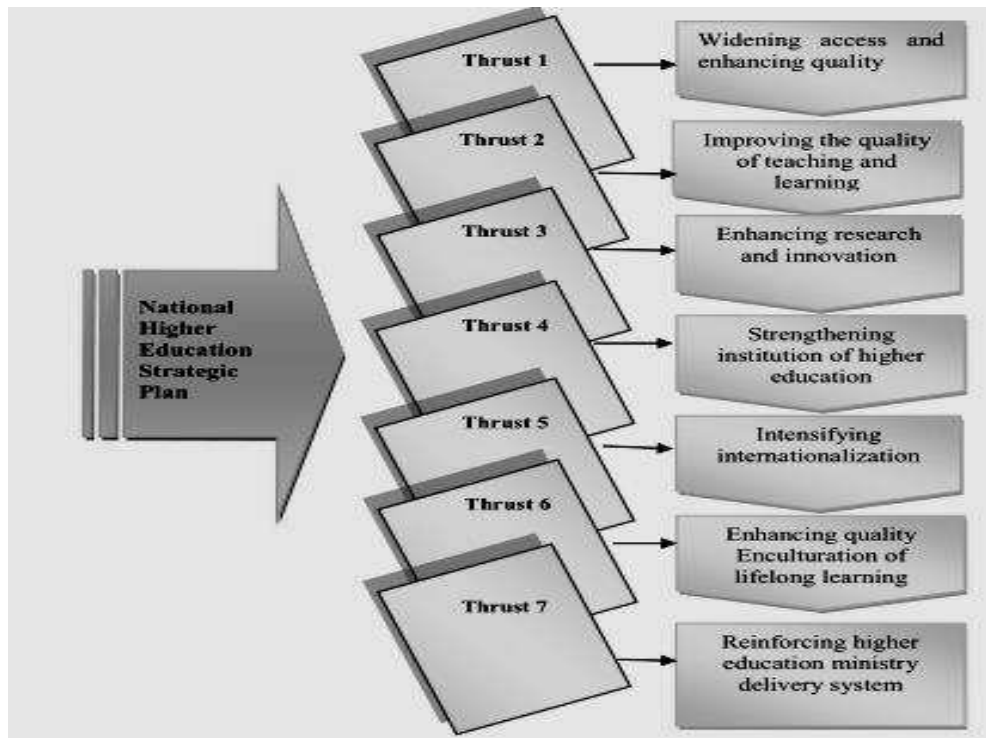 National
Higher
Education
Strategic
Plan
Thrust 1
Widening access and
enhancing quality
Thrust 2
Improving the quality
of teaching and
learning
Thrust 3
Enhancing research
and innovation
Thrust 4
Strengthening
institution of higher
education
Thrust 5
Intensifying
internationalization
Thrust 6
Enhancing quality
Enculturation of
lifelong learning
Thrust 7
Reinforcing higher
education ministry
delivery system